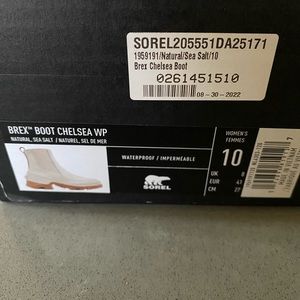 SOREL205551DA25171
1959191/Natural/Sea Salt/10
Brex Chelsea Boot
0261451510
08-30-2022
BREX™ BOOT CHELSEA WP
NATURAL, SEA SALT / NATUREL, SEL DE MER
WATERPROOF / IMPERMÉABLE
SOREL
WOMEN'S
FEMMES
10
UK 8
EUR 41
CM 27